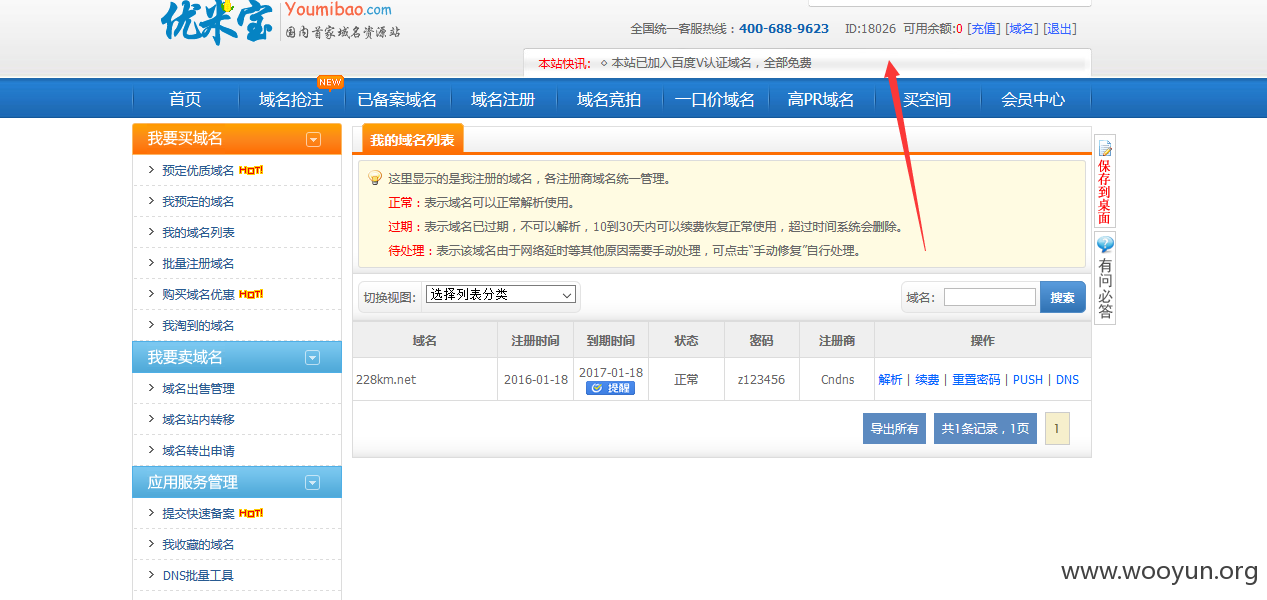 优米宝 Youmibao.com
国内首家域名资源站
全国统一客服热线：400-688-9623 ID:18026 可用余额:0 [充值] [域名] [退出]
本站快讯： 本站已加入百度V认证域名，全部免费
NEW
首页 域名抢注 已备案域名 域名注册 域名竞拍 一口价域名 高PR域名 买空间 会员中心
我要买域名
预定优质域名 HOT!
我预定的域名
我的域名列表
批量注册域名
购买域名优惠 HOT!
我淘到的域名
我要卖域名
域名出售管理
域名站内转移
域名转出申请
应用服务管理
提交快速备案 HOT!
我收藏的域名
DNS批量工具
我的域名列表
这里显示的是我注册的域名，各注册商域名统一管理。
正常：表示域名可以正常解析使用。
过期：表示域名已过期，不可以解析，10到30天内可以续费恢复正常使用，超过时间系统会删除。
待处理：表示该域名由于网络延时等其他原因需要手动处理，可点击“手动修复”自行处理。
切换视图： 选择列表分类 域名： 搜索
域名 注册时间 到期时间 状态 密码 注册商 操作
228km.net 2016-01-18 2017-01-18 提醒 正常 z123456 Cndns 解析 | 续费 | 重置密码 | PUSH | DNS
导出所有 共1条记录，1页 1
保存到桌面
有问必答
www.wooyun.org